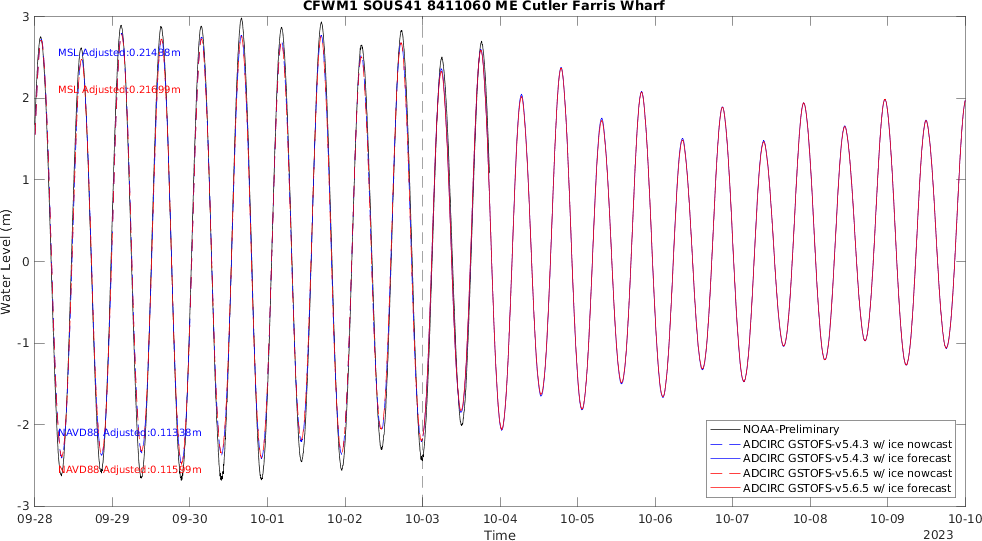 CFWM1 SOUS41 8411060 ME Cutler Farris Wharf
3
2
1
0
-1
-2
-3
Water Level (m)
MSL Adjusted:0.21438m
MSL Adjusted:0.21699m
NAVD88 Adjusted:0.11338m
NAVD88 Adjusted:0.11599m
NOAA-Preliminary
ADCIRC GSTOFS-v5.4.3 w/ ice nowcast
ADCIRC GSTOFS-v5.4.3 w/ ice forecast
ADCIRC GSTOFS-v5.6.5 w/ ice nowcast
ADCIRC GSTOFS-v5.6.5 w/ ice forecast
09-28 09-29 09-30 10-01 10-02 10-03 10-04 10-05 10-06 10-07 10-08 10-09 10-10
Time
2023